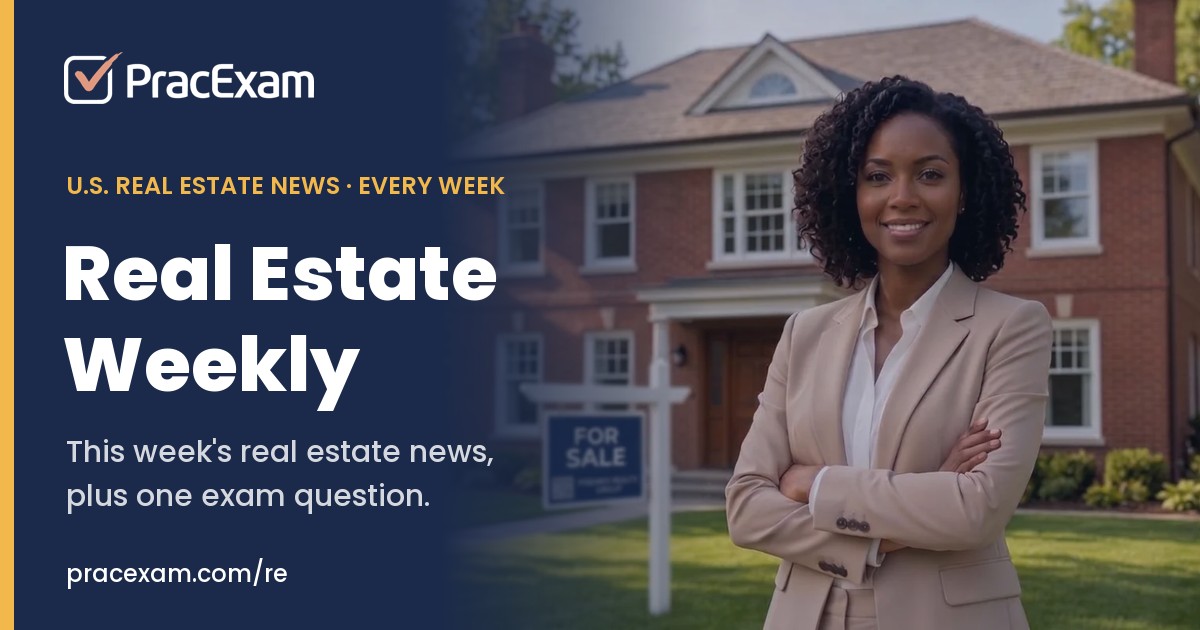 PracExam
U.S. REAL ESTATE NEWS · EVERY WEEK
Real Estate
Weekly
This week's real estate news,
plus one exam question.
pracexam.com/re
FOR
SALE